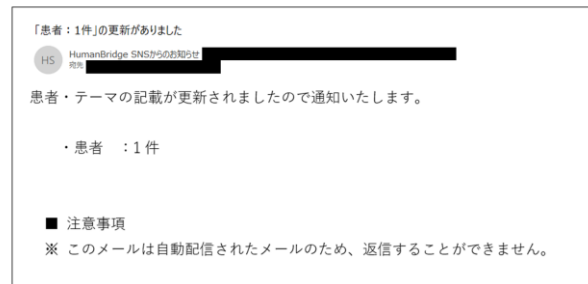 「患者：1件」の更新がありました
HS
HumanBridge SNSからのお知らせ
宛先
患者・テーマの記載が更新されましたので通知いたします。
・患者　：1 件
■ 注意事項
※ このメールは自動配信されたメールのため、返信することができません。